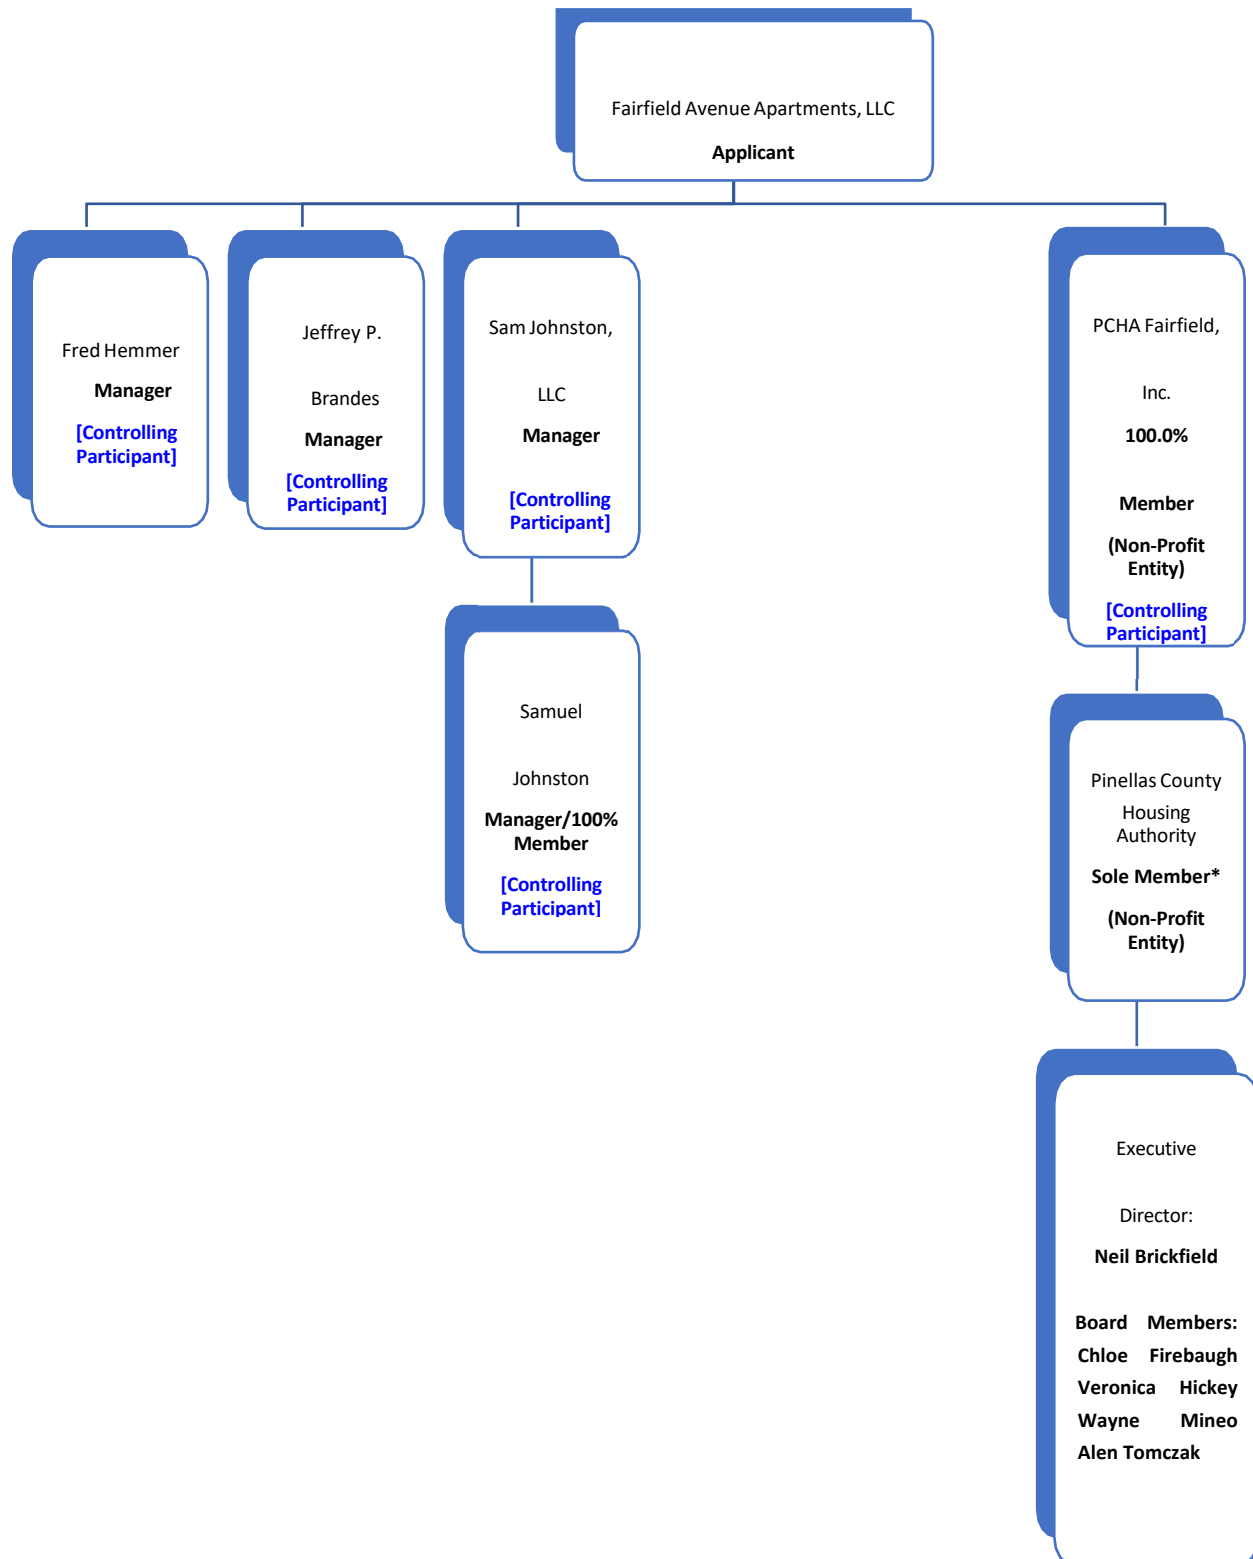 Fairfield Avenue Apartments, LLC
Applicant
Fred Hemmer
Manager
[Controlling
Participant]
Jeffrey P.
Brandes
Manager
[Controlling
Participant]
Sam Johnston,
LLC
Manager
[Controlling
Participant]
PCHA Fairfield,
Inc.
100.0%
Member
(Non-Profit
Entity)
[Controlling
Participant]
Samuel
Johnston
Manager/100%
Member
[Controlling
Participant]
Pinellas County
Housing
Authority
Sole Member*
(Non-Profit
Entity)
Executive
Director:
Neil Brickfield
Board Members:
Chloe Firebaugh
Veronica Hickey
Wayne Mineo
Alen Tomczak